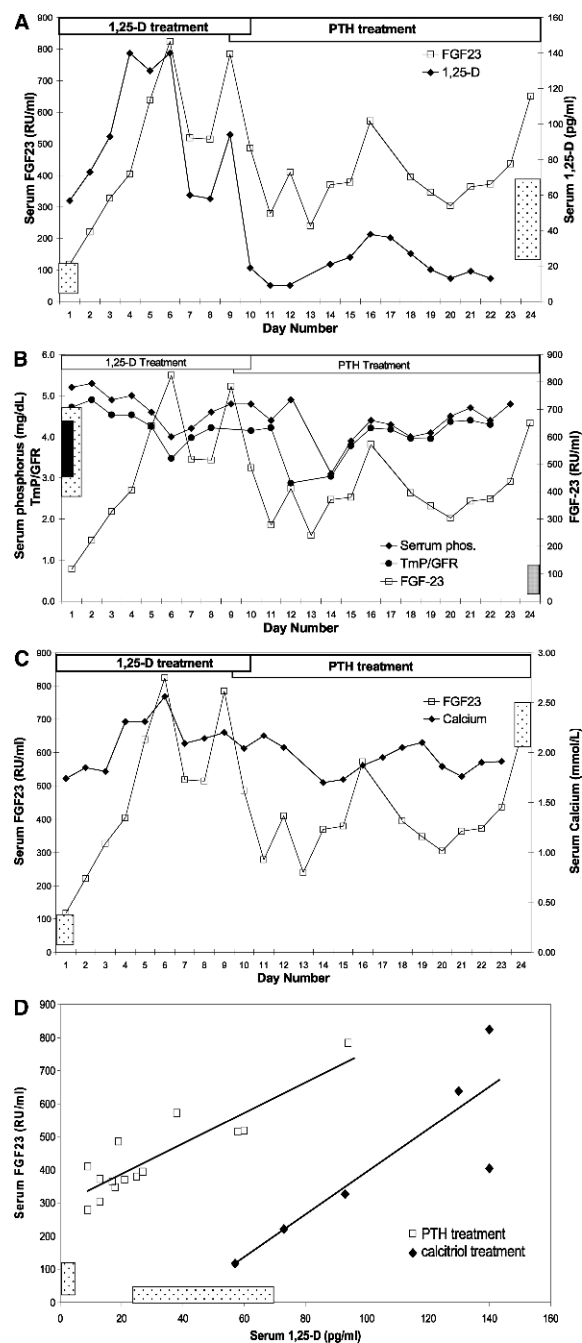 A
1,25-D treatment
PTH treatment
FGF23
1,25-D
Serum FGF23 (RU/ml)
Serum 1,25-D (pg/ml)
900
800
700
600
500
400
300
200
100
0
160
140
120
100
80
60
40
20
0
1 2 3 4 5 6 7 8 9 10 11 12 13 14 15 16 17 18 19 20 21 22 23 24
Day Number
B
1,25-D Treatment
PTH Treatment
Serum phosphorus (mg/dL)
TmP/GFR
FGF-23 (RU/ml)
6.0
5.0
4.0
3.0
2.0
1.0
0.0
900
800
700
600
500
400
300
200
100
0
Serrum phos.
TmP/GFR
FGF-23
1 2 3 4 5 6 7 8 9 10 11 12 13 14 15 16 17 18 19 20 21 22 23 24
Day Number
C
1,25-D treatment
PTH treatment
FGF23
Calcium
Serum FGF23 (RU/ml)
Serum Calcium (mmol/L)
900
800
700
600
500
400
300
200
100
0
3.00
2.50
2.00
1.50
1.00
0.50
0.00
1 2 3 4 5 6 7 8 9 10 11 12 13 14 15 16 17 18 19 20 21 22 23 24
Day Number
D
Serum FGF23 (RU/ml)
900
800
700
600
500
400
300
200
100
0
PTH treatment
calcitriol treatment
0 20 40 60 80 100 120 140 160
Serum 1,25-D (pg/ml)